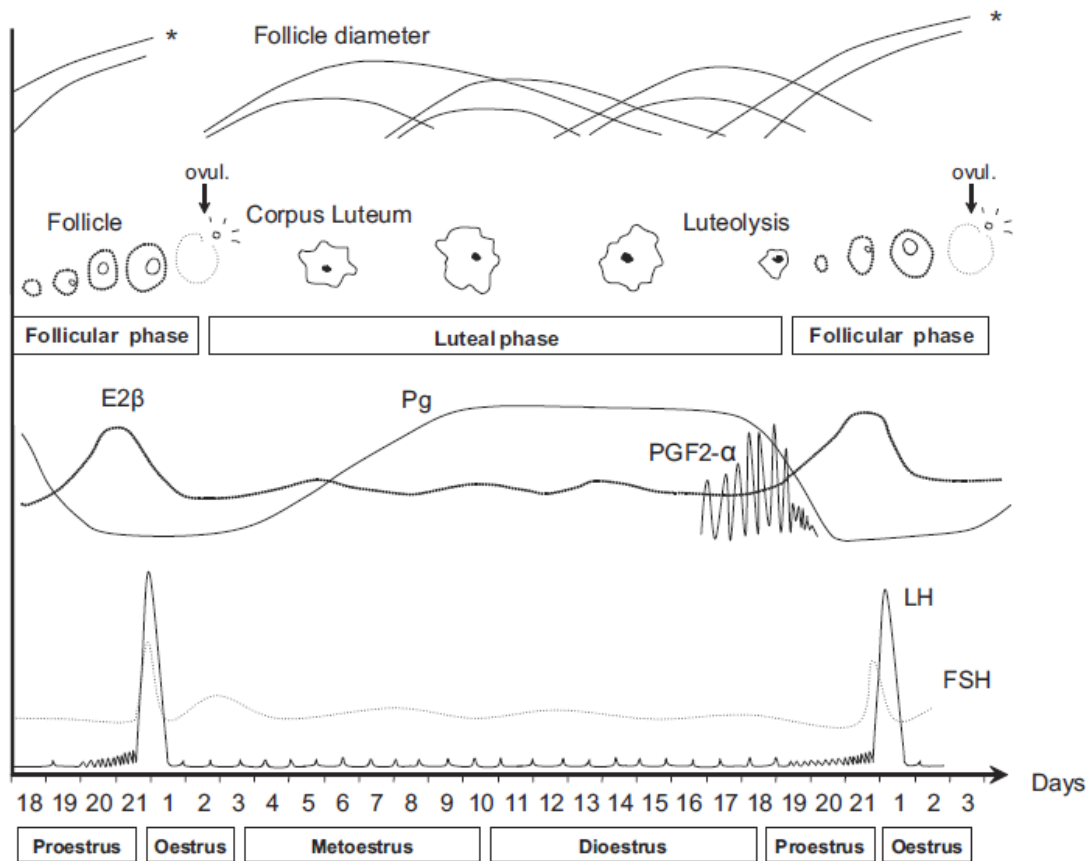 * Follicle diameter *
ovul. ovul.
Follicle Corpus Luteum Luteolysis
Follicular phase Luteal phase Follicular phase
E2β Pg
PGF2-α
LH
FSH
18 19 20 21 1 2 3 4 5 6 7 8 9 10 11 12 13 14 15 16 17 18 19 20 21 1 2 3 Days
Proestrus Oestrus Metoestrus Dioestrus Proestrus Oestrus